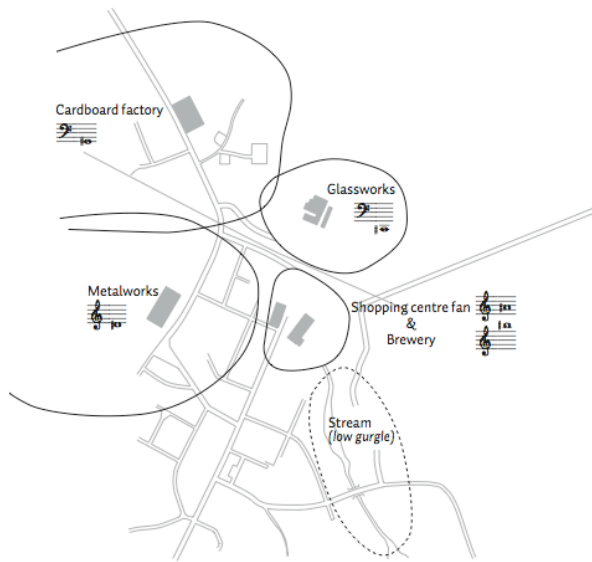 Cardboard factory
Glassworks
Metalworks
Shopping centre fan
&
Brewery
Stream
(low gurgle)